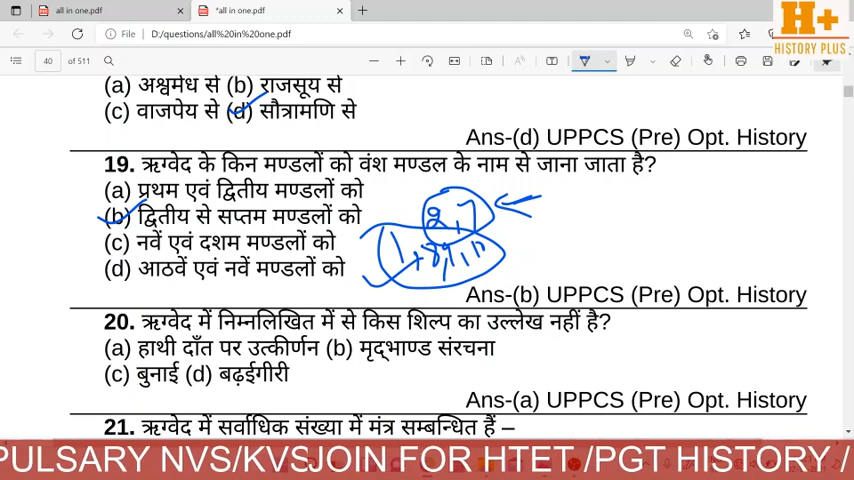 all in one.pdf
*all in one.pdf
File
D:/questions/all%20in%20one.pdf
H+
HISTORY PLUS
40 of 511
(a) अश्वमेध से (b) राजसूय से
(c) वाजपेय से (d) सौत्रामणि से
Ans-(d) UPPCS (Pre) Opt. History
19. ऋग्वेद के किन मण्डलों को वंश मण्डल के नाम से जाना जाता है?
(a) प्रथम एवं द्वितीय मण्डलों को
(b) द्वितीय से सप्तम मण्डलों को
2,7
(c) नवें एवं दशम मण्डलों को
(d) आठवें एवं नवें मण्डलों को
Ans-(b) UPPCS (Pre) Opt. History
20. ऋग्वेद में निम्नलिखित में से किस शिल्प का उल्लेख नहीं है?
(a) हाथी दाँत पर उत्कीर्णन (b) मृद्भाण्ड संरचना
(c) बुनाई (d) बढ़ईगीरी
Ans-(a) UPPCS (Pre) Opt. History
21. ऋग्वेद में सर्वाधिक संख्या में मंत्र सम्बन्धित हैं –
PULSARY NVS/KVSJOIN FOR HTET /PGT HISTORY /